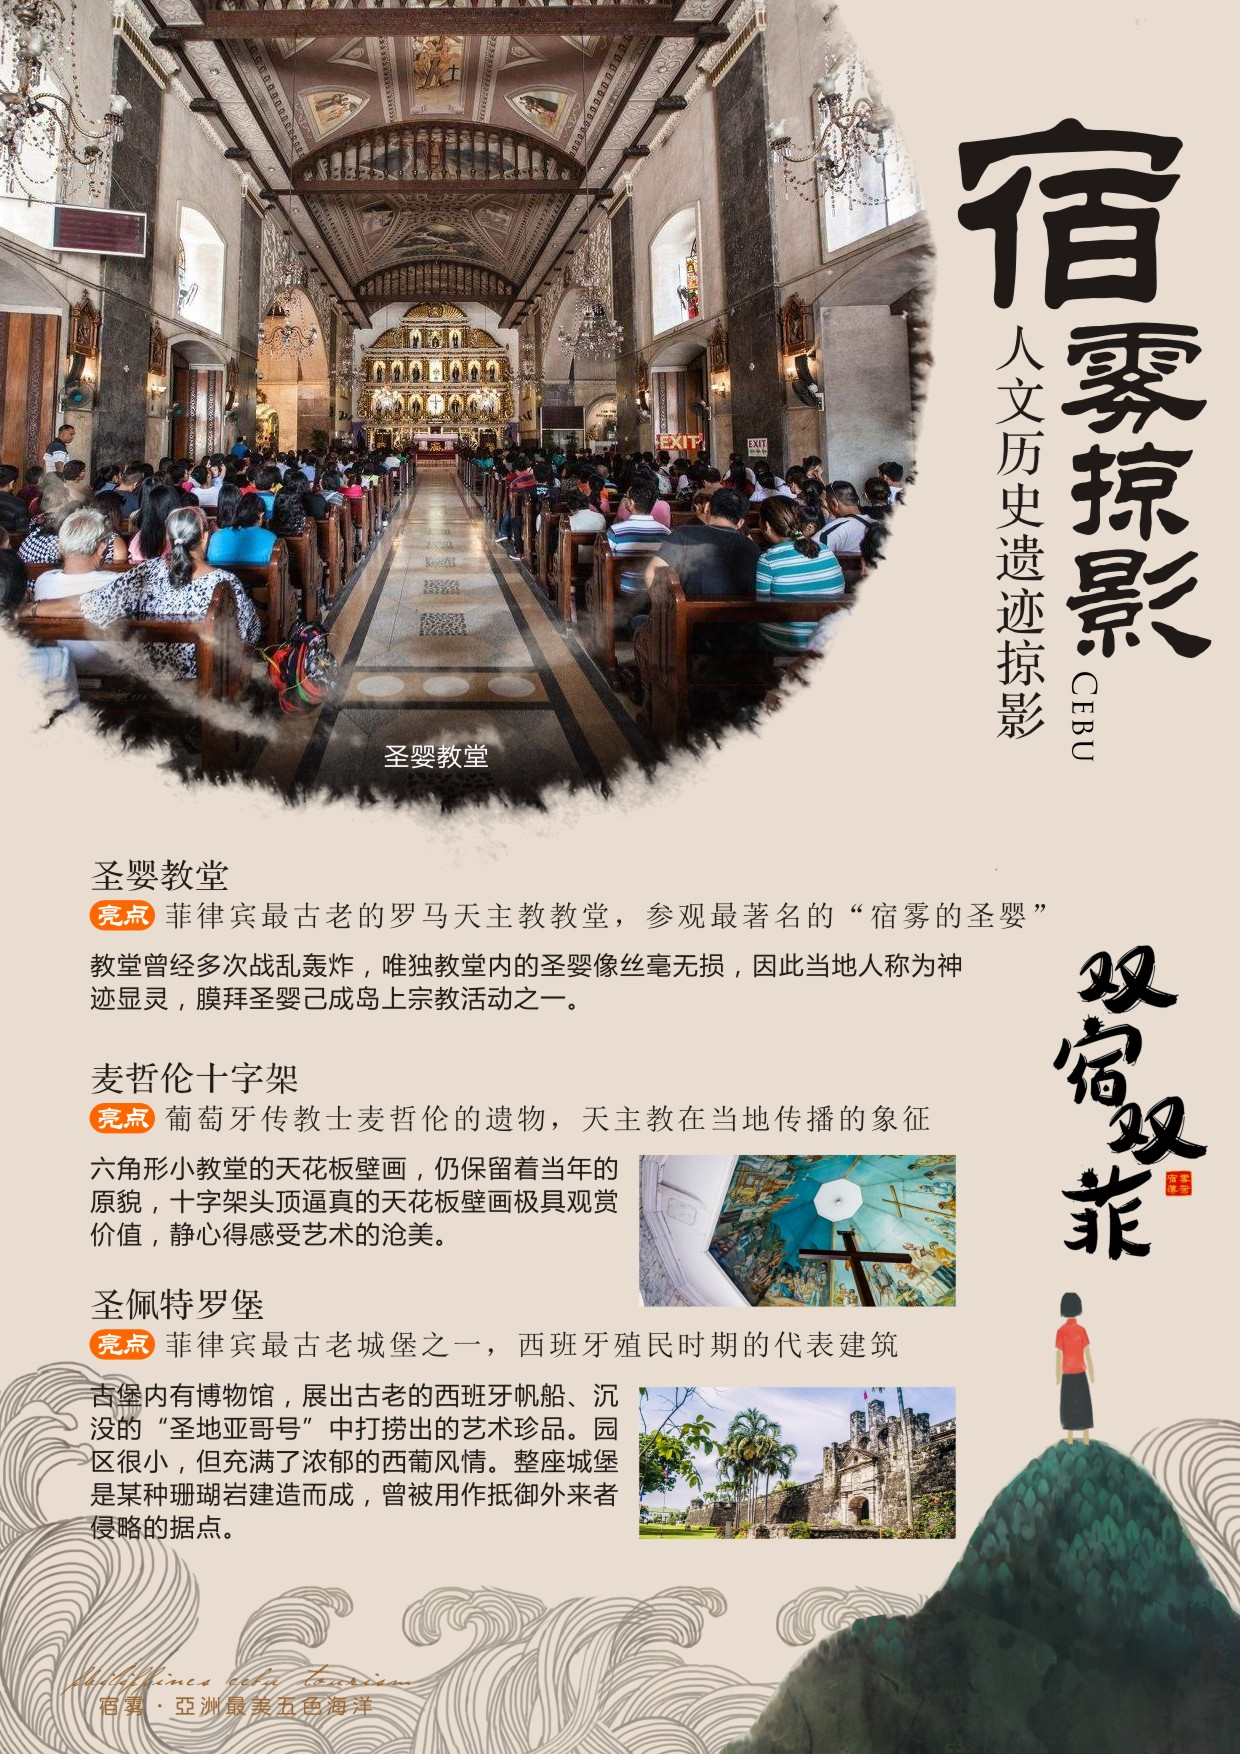 宿雾掠影
CEBU
人文历史遗迹掠影
EXIT
EXIT
圣婴教堂
圣婴教堂
亮点 菲律宾最古老的罗马天主教教堂，参观最著名的“宿雾的圣婴”
教堂曾经多次战乱轰炸，唯独教堂内的圣婴像丝毫无损，因此当地人称为神
迹显灵，膜拜圣婴己成岛上宗教活动之一。
麦哲伦十字架
亮点 葡萄牙传教士麦哲伦的遗物，天主教在当地传播的象征
六角形小教堂的天花板壁画，仍保留着当年的
原貌，十字架头顶逼真的天花板壁画极具观赏
价值，静心得感受艺术的沧美。
圣佩特罗堡
亮点 菲律宾最古老城堡之一，西班牙殖民时期的代表建筑
古堡内有博物馆，展出古老的西班牙帆船、沉
没的“圣地亚哥号”中打捞出的艺术珍品。园
区很小，但充满了浓郁的西葡风情。整座城堡
是某种珊瑚岩建造而成，曾被用作抵御外来者
侵略的据点。
双宿双菲
philippines cebu tourism
宿雾·亞洲最美五色海洋